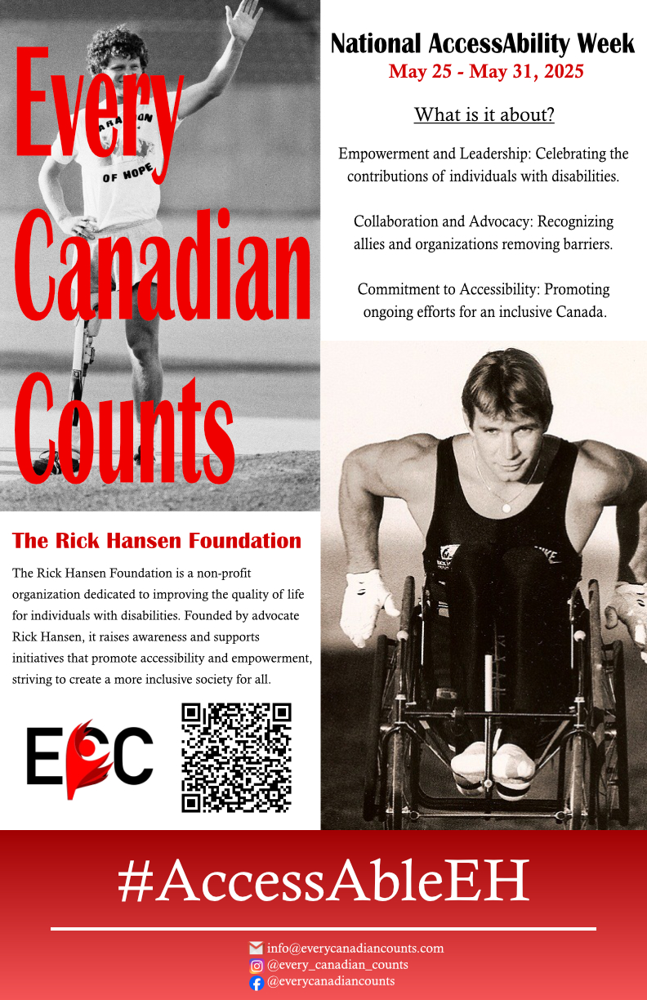 Every
Canadian
Counts
ARATHON
OF HOPE
National AccessAbility Week
May 25 - May 31, 2025
What is it about?
Empowerment and Leadership: Celebrating the
contributions of individuals with disabilities.
Collaboration and Advocacy: Recognizing
allies and organizations removing barriers.
Commitment to Accessibility: Promoting
ongoing efforts for an inclusive Canada.
The Rick Hansen Foundation
The Rick Hansen Foundation is a non-profit
organization dedicated to improving the quality of life
for individuals with disabilities. Founded by advocate
Rick Hansen, it raises awareness and supports
initiatives that promote accessibility and empowerment,
striving to create a more inclusive society for all.
ECC
#AccessAbleEH
info@everycanadiancounts.com
@every_canadian_counts
@everycanadiancounts